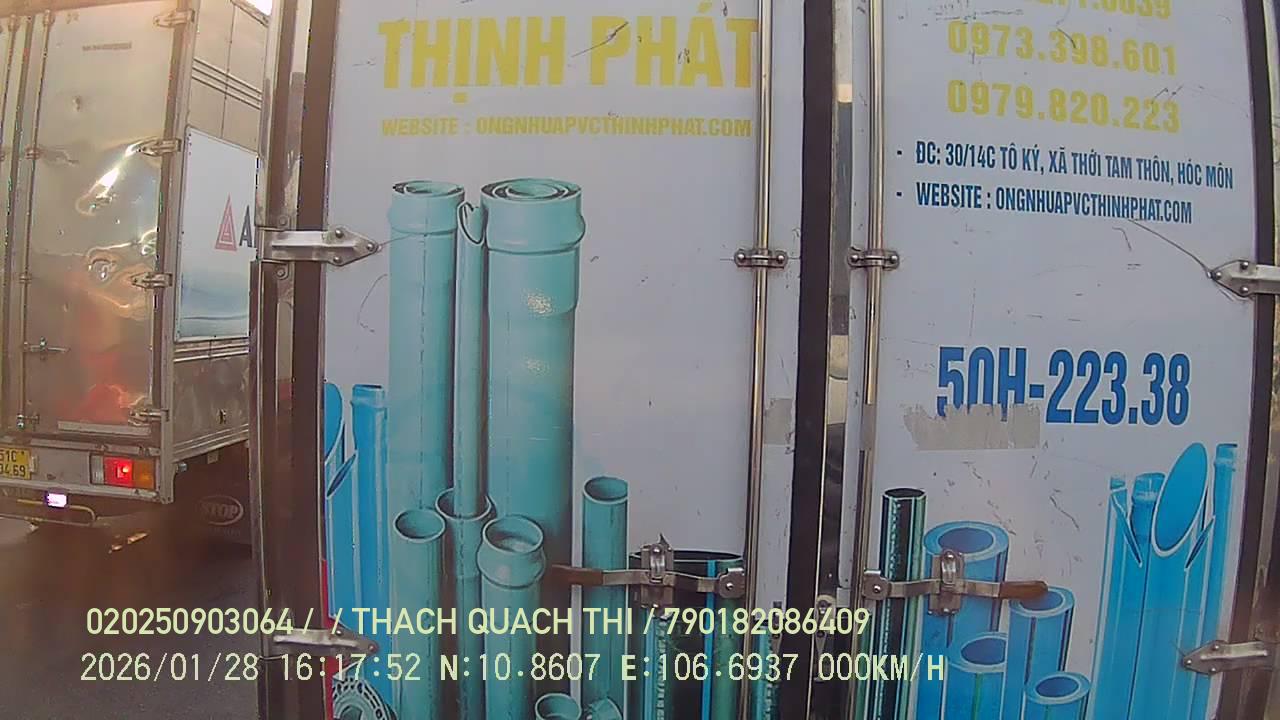 THỊNH PHÁT
WEBSITE : ONGNHUAPVCTHINHPHAT.COM
0973.398.601
0979.820.223
- ĐC: 30/14C TÔ KÝ, XÃ THỚI TAM THÔN, HÓC MÔN
- WEBSITE : ONGNHUAPVCTHINHPHAT.COM
50H-223.38
51C
STOP
020250903064 / / THACH QUACH THI / 790182086409
2026/01/28 16:17:52 N:10.8607 E:106.6937 000KM/H